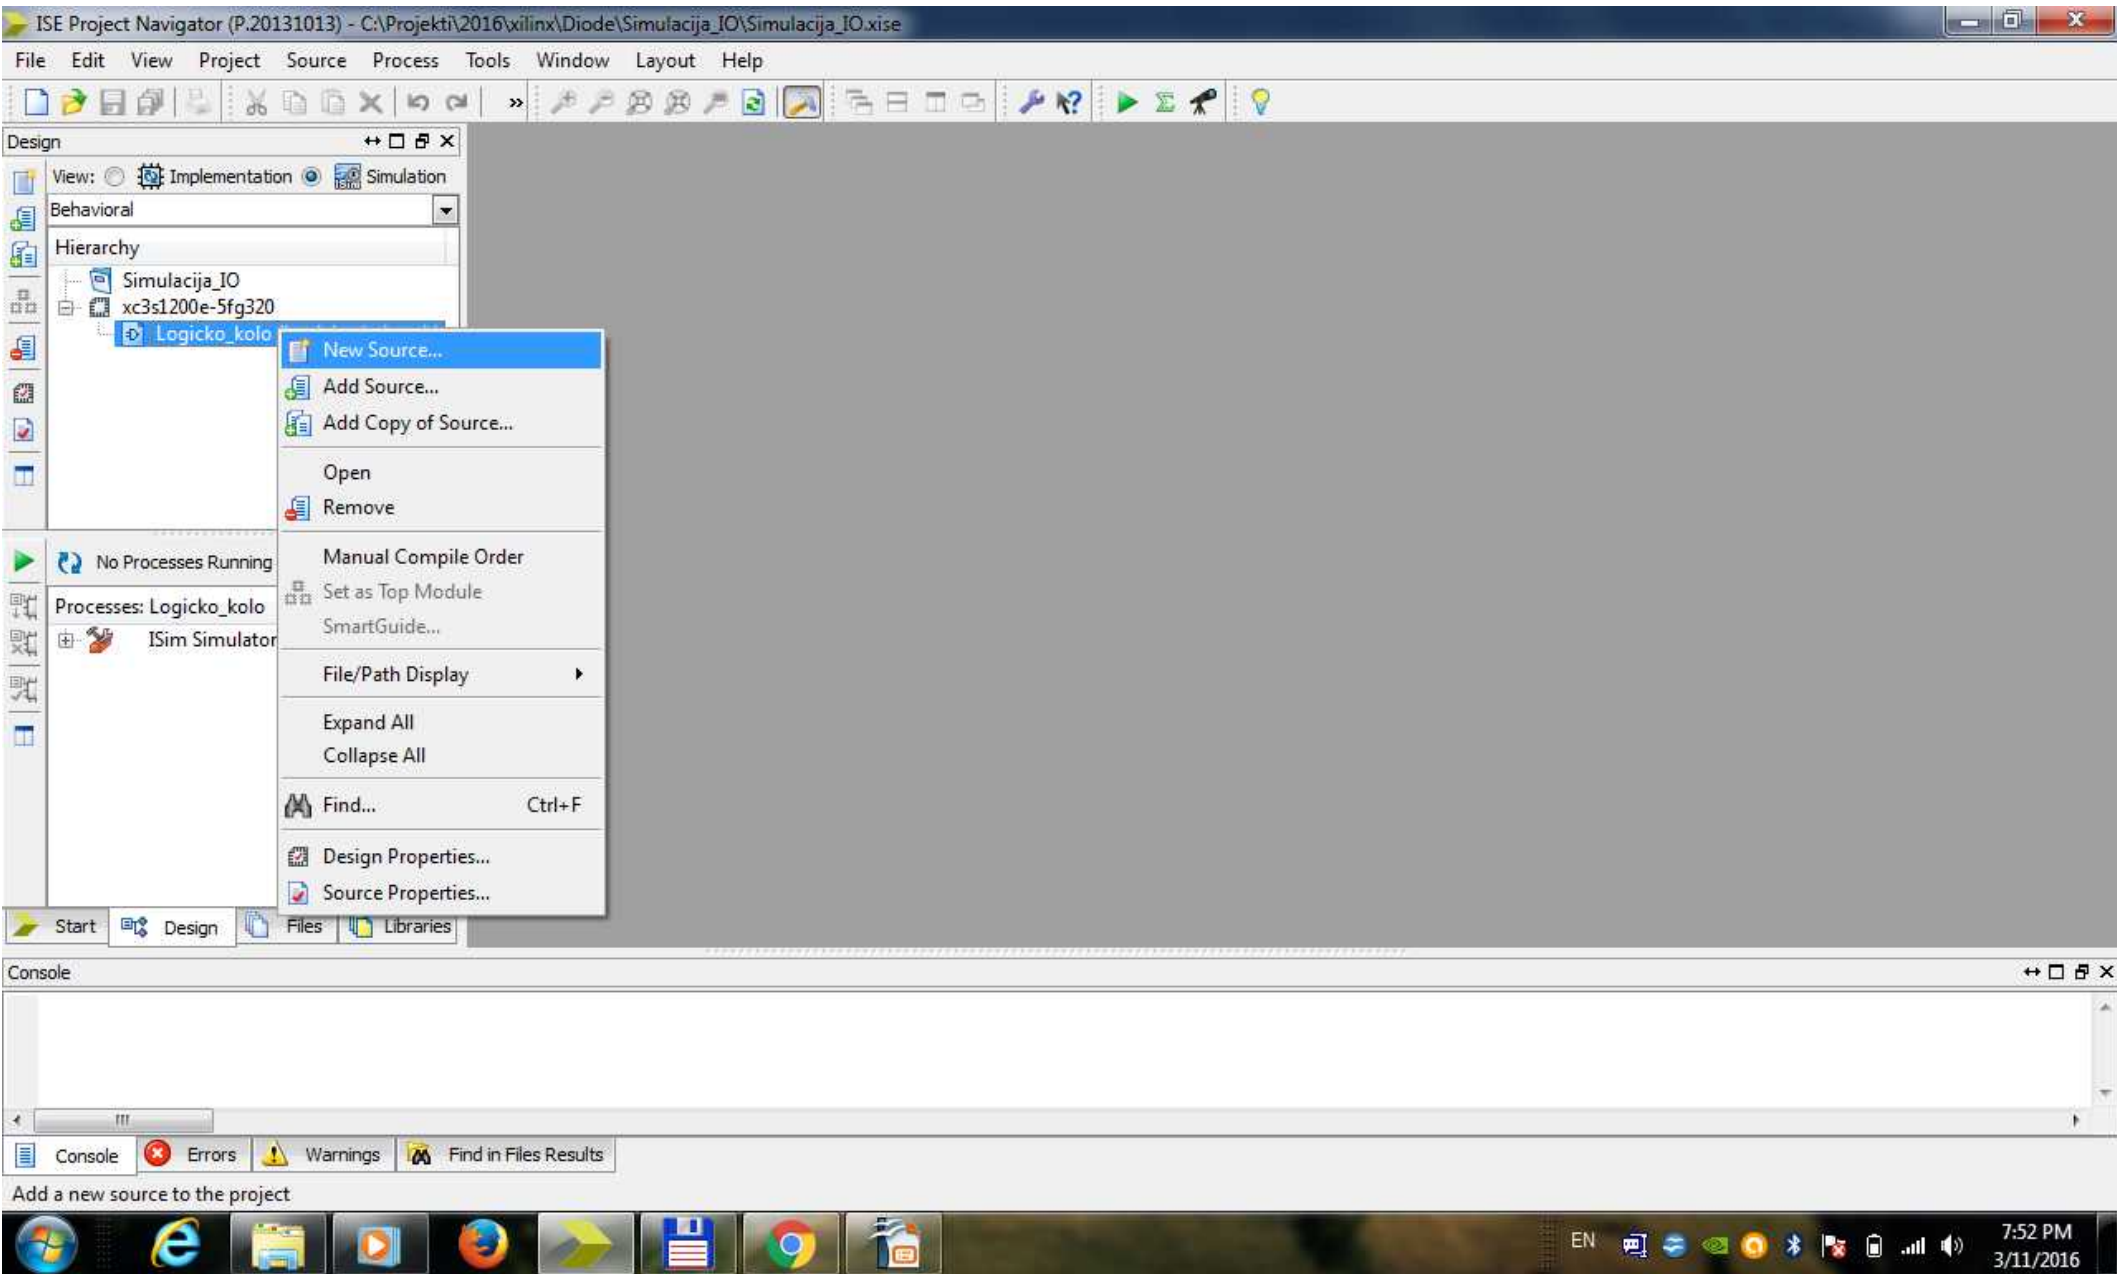 ISE Project Navigator (P.20131013) - C:\Projekti\2016\xilinx\Diode\Simulacija_IO\Simulacija_IO.xise
File Edit View Project Source Process Tools Window Layout Help
Design
View: Implementation Simulation
Behavioral
Hierarchy
Simulacija_IO
xc3s1200e-5fg320
Logicko_kolo
New Source...
Add Source...
Add Copy of Source...
Open
Remove
Manual Compile Order
Set as Top Module
SmartGuide...
File/Path Display
Expand All
Collapse All
Find... Ctrl+F
Design Properties...
Source Properties...
No Processes Running
Processes: Logicko_kolo
ISim Simulator
Start Design Files Libraries
Console
Console Errors Warnings Find in Files Results
Add a new source to the project
EN
7:52 PM
3/11/2016